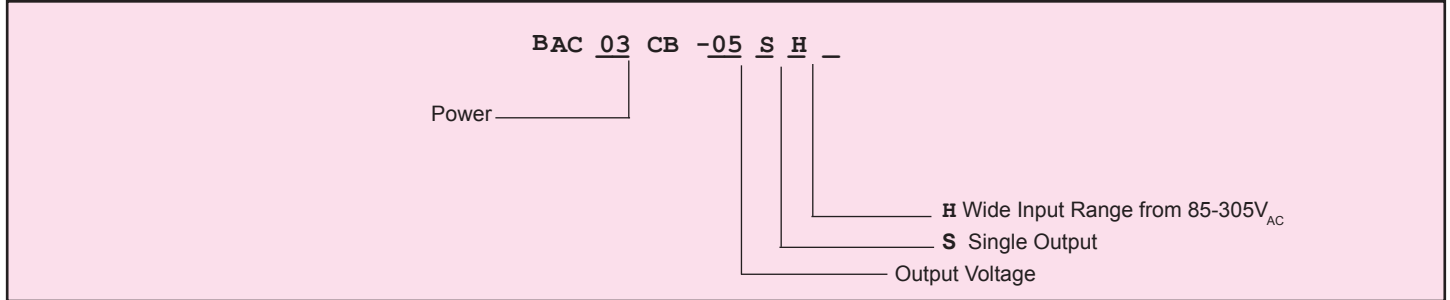 BAC 03 CB -05 S H _
Power
H Wide Input Range from 85-305VAC
S Single Output
Output Voltage